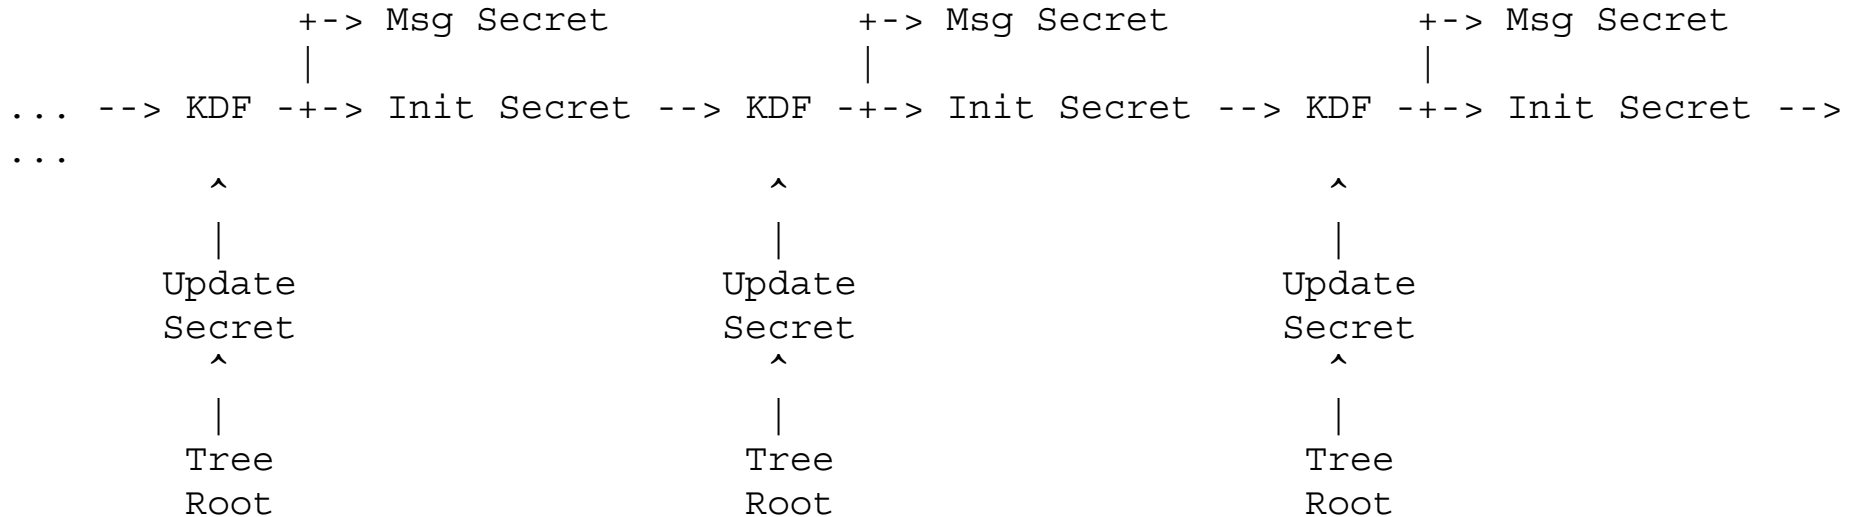 +-> Msg Secret           +-> Msg Secret           +-> Msg Secret
             |                        |                        |
... --> KDF -+-> Init Secret --> KDF -+-> Init Secret --> KDF -+-> Init Secret -->
...
         ^                        ^                        ^
         |                        |                        |
       Update                   Update                   Update
       Secret                   Secret                   Secret
         ^                        ^                        ^
         |                        |                        |
        Tree                     Tree                     Tree
        Root                     Root                     Root